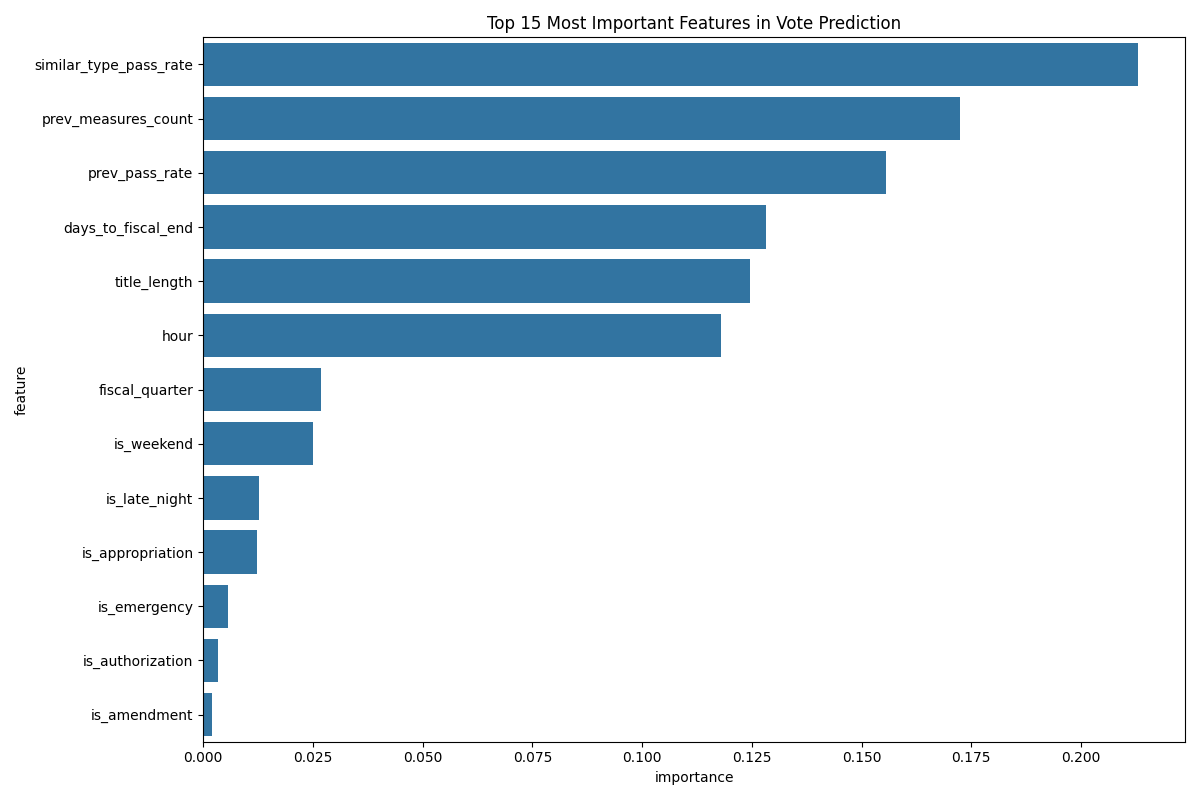 Top 15 Most Important Features in Vote Prediction
similar_type_pass_rate
prev_measures_count
prev_pass_rate
days_to_fiscal_end
title_length
hour
fiscal_quarter
is_weekend
is_late_night
is_appropriation
is_emergency
is_authorization
is_amendment
feature
0.000 0.025 0.050 0.075 0.100 0.125 0.150 0.175 0.200
importance